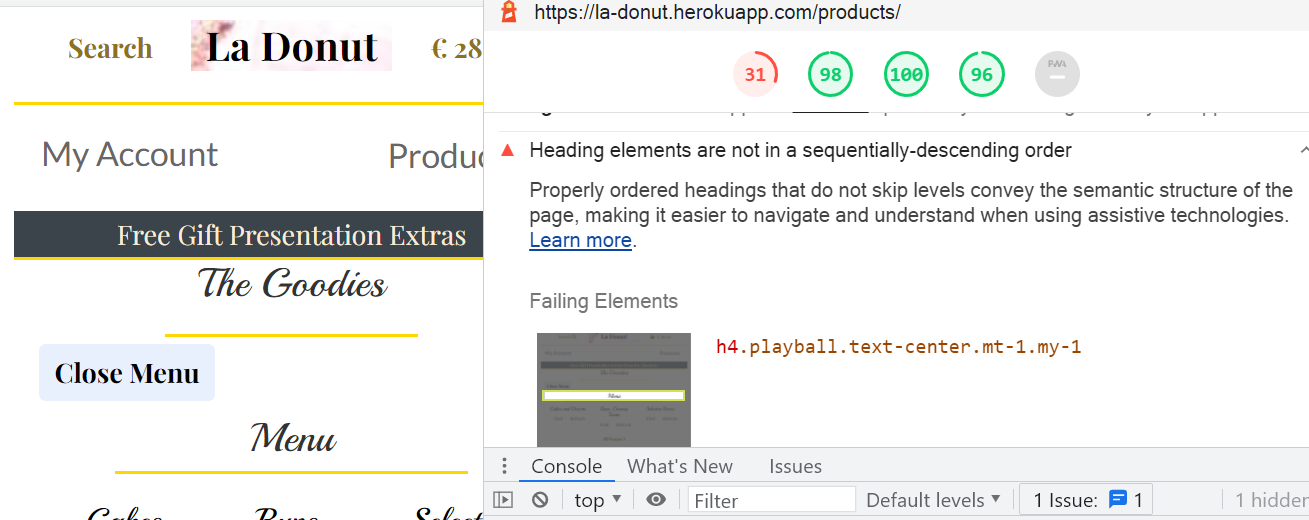 https://la-donut.herokuapp.com/products/
Search
La Donut
€ 28
31
98
100
96
PWA
My Account
Produc
Free Gift Presentation Extras
The Goodies
Close Menu
Menu
Cakes
Buns
Select
Heading elements are not in a sequentially-descending order
Properly ordered headings that do not skip levels convey the semantic structure of the
page, making it easier to navigate and understand when using assistive technologies.
Learn more.
Failing Elements
Menu
h4.playball.text-center.mt-1.my-1
Console
What's New
Issues
top
Filter
Default levels
1 Issue:
1
1 hidden